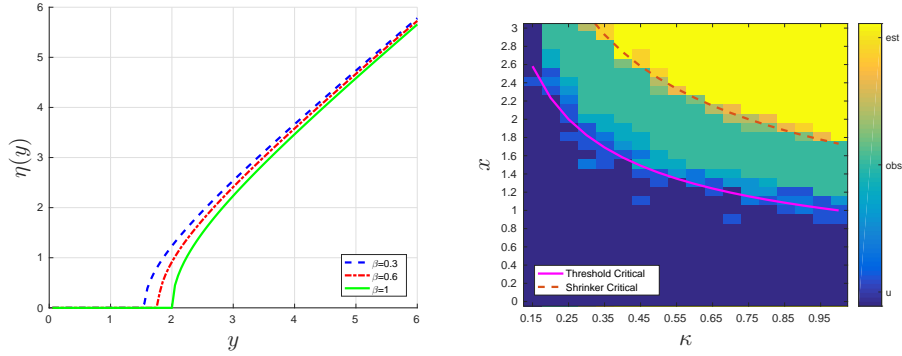 6
5
4
3
2
1
0
η(y)
0 1 2 3 4 5 6
y
β=0.3
β=0.6
β=1
3
2.8
2.6
2.4
2.2
2
1.8
1.6
1.4
1.2
1
0.8
0.6
0.4
0.2
0
x
0.15 0.25 0.35 0.45 0.55 0.65 0.75 0.85 0.95
κ
Threshold Critical
Shrinker Critical
est
obs
u